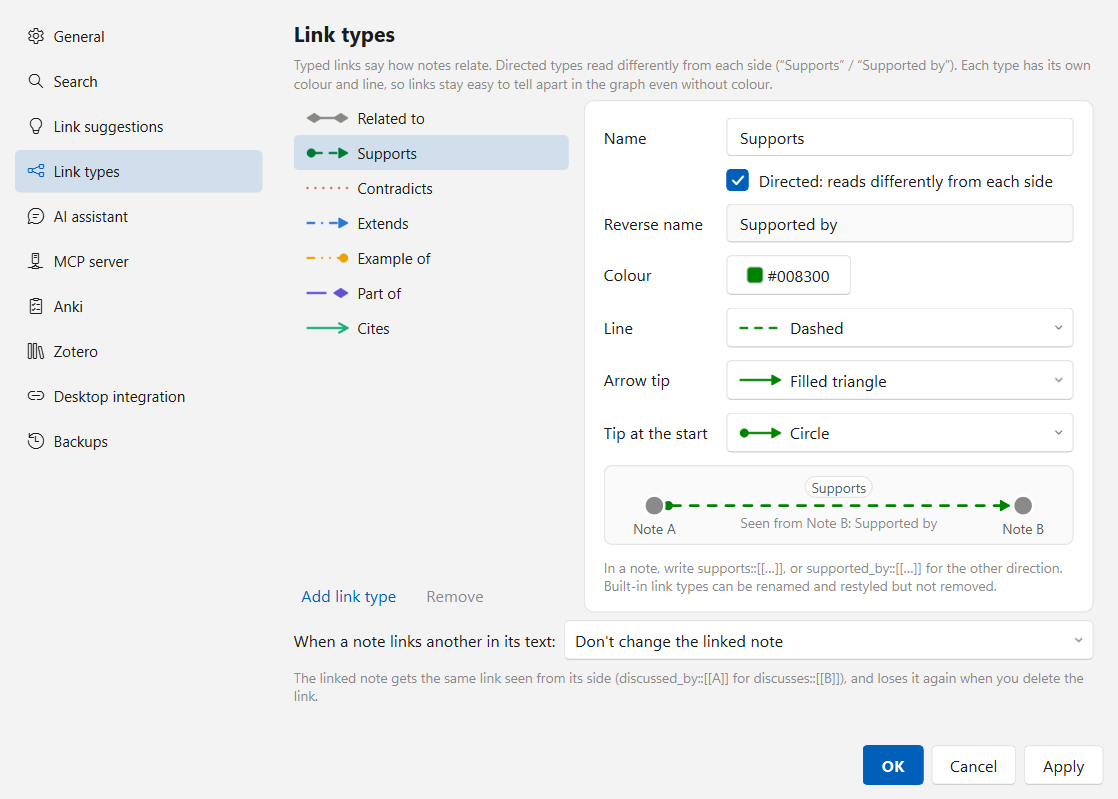 General
Search
Link suggestions
Link types
AI assistant
MCP server
Anki
Zotero
Desktop integration
Backups
Link types
Typed links say how notes relate. Directed types read differently from each side (“Supports” / “Supported by”). Each type has its own
colour and line, so links stay easy to tell apart in the graph even without colour.
Related to
Supports
Contradicts
Extends
Example of
Part of
Cites
Add link type
Remove
Name
Supports
Directed: reads differently from each side
Reverse name
Supported by
Colour
#008300
Line
Dashed
Arrow tip
Filled triangle
Tip at the start
Circle
Supports
Seen from Note B: Supported by
Note A
Note B
In a note, write supports::[[...]], or supported_by::[[...]] for the other direction.
Built-in link types can be renamed and restyled but not removed.
When a note links another in its text:
Don't change the linked note
The linked note gets the same link seen from its side (discussed_by::[[A]] for discusses::[[B]]), and loses it again when you delete the
link.
OK
Cancel
Apply